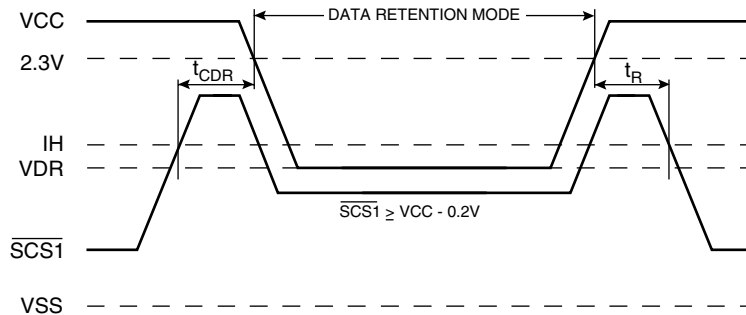 VCC
DATA RETENTION MODE
2.3V
tCDR
tR
IH
VDR
SCS1 ≥ VCC - 0.2V
SCS1
VSS